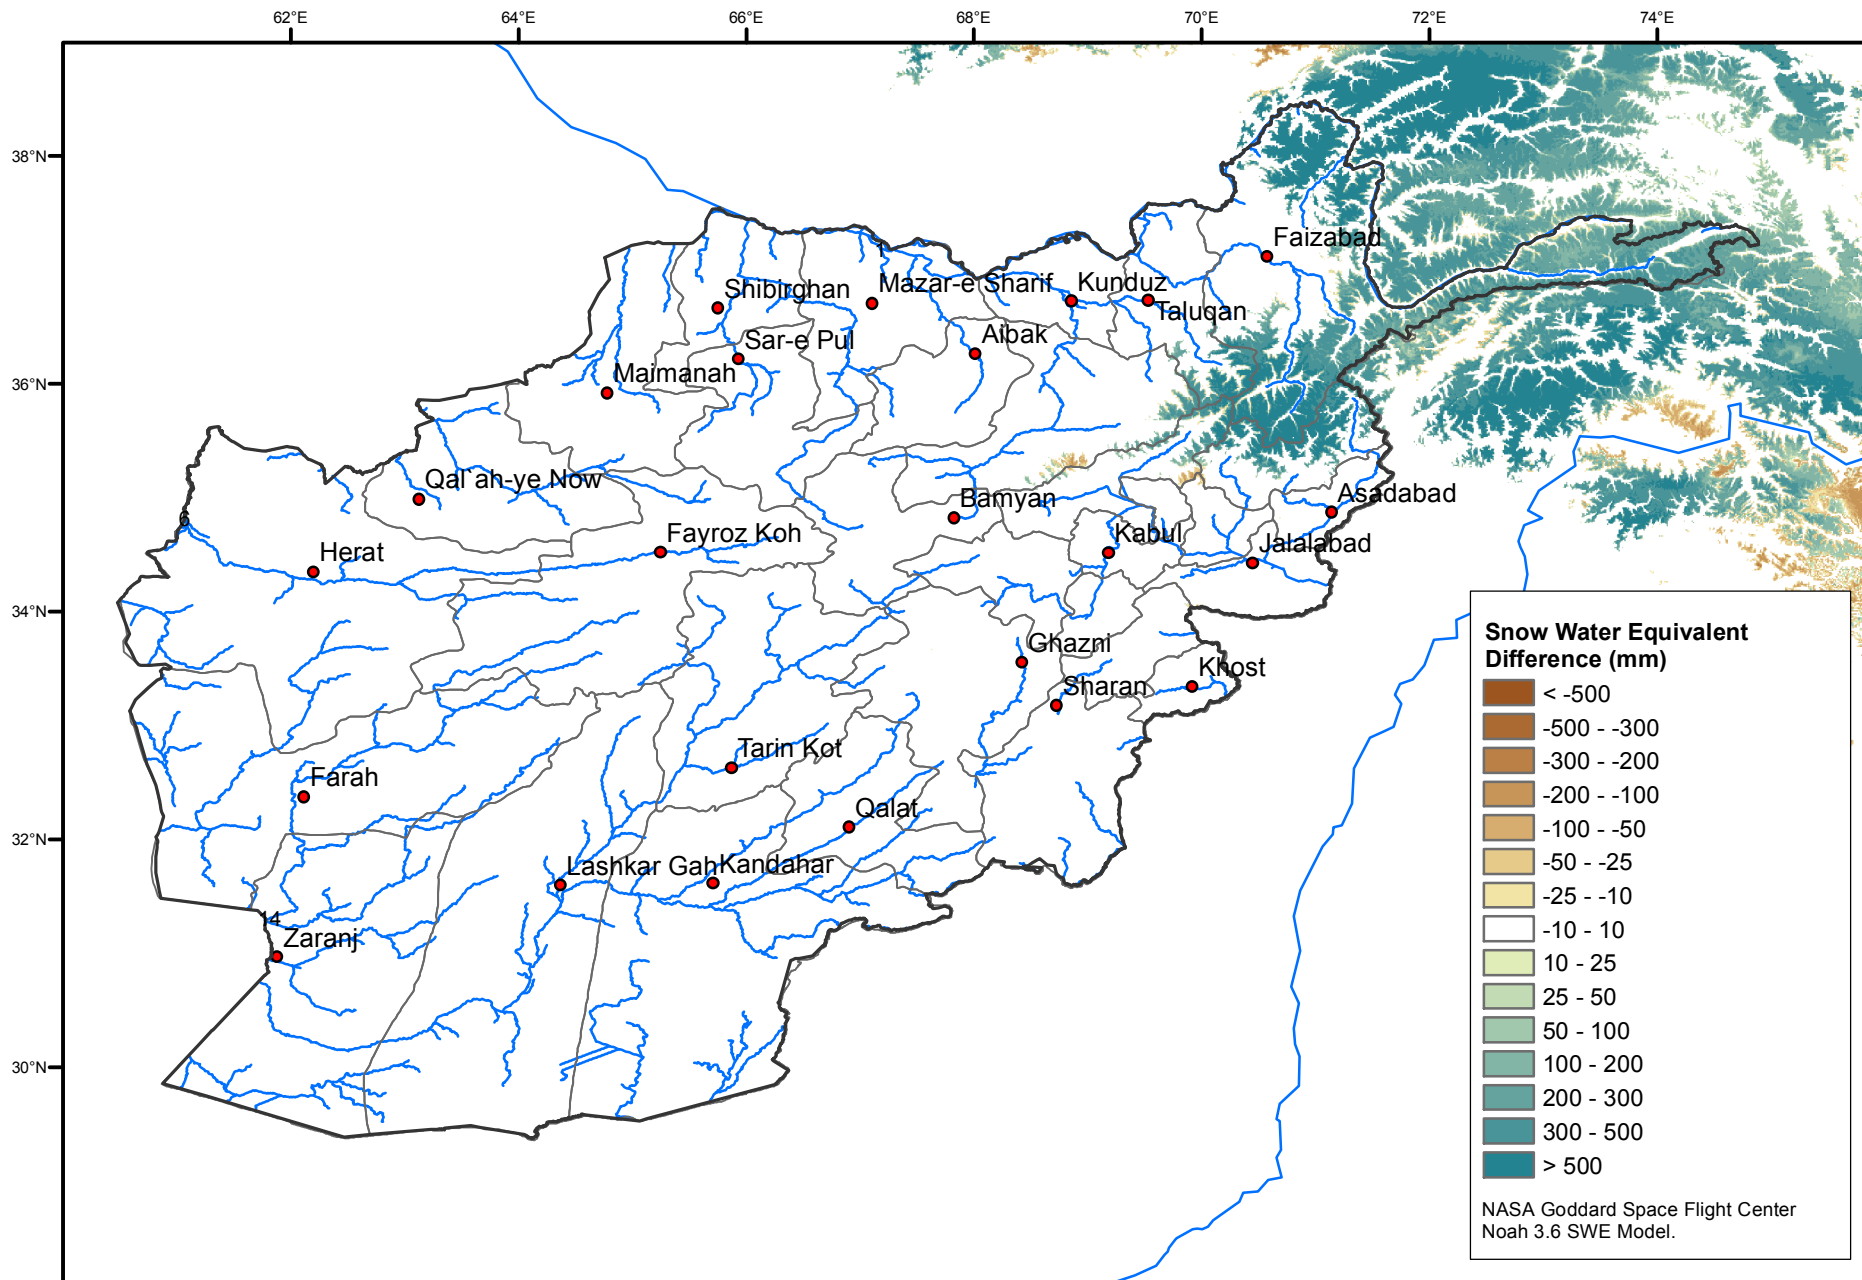 62°E 64°E 66°E 68°E 70°E 72°E 74°E
38°N
36°N
34°N
32°N
30°N
Faizabad
Shibirghan
Mazar-e Sharif
Kunduz
Taluqan
Sar-e Pul
Aibak
Maimanah
Qal ah-ye Now
Bamyan
Asadabad
6
Herat
Fayroz Koh
Kabul
Jalalabad
Ghazni
Khost
Sharan
Tarin Kot
Farah
Qalat
Lashkar Gah
Kandahar
14
Zaranj
Snow Water Equivalent
Difference (mm)
< -500
-500 - -300
-300 - -200
-200 - -100
-100 - -50
-50 - -25
-25 - -10
-10 - 10
10 - 25
25 - 50
50 - 100
100 - 200
200 - 300
300 - 500
> 500
NASA Goddard Space Flight Center
Noah 3.6 SWE Model.